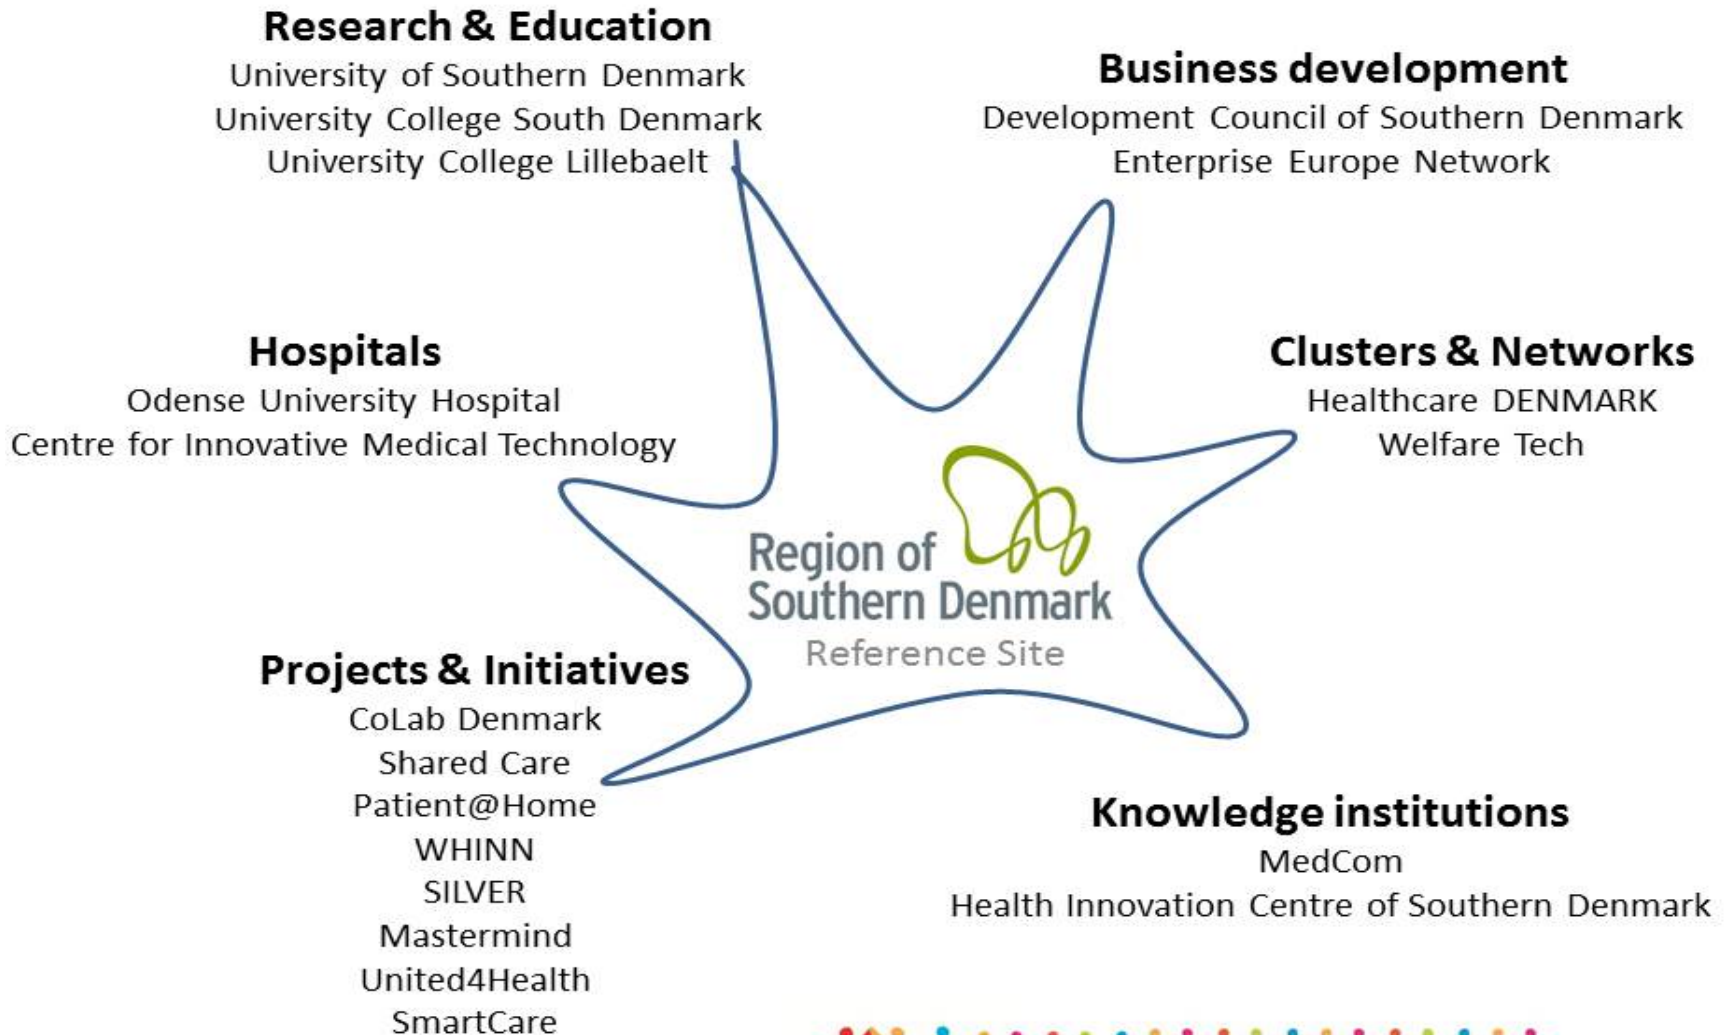 Research & Education
University of Southern Denmark
University College South Denmark
University College Lillebaelt
Business development
Development Council of Southern Denmark
Enterprise Europe Network
Hospitals
Odense University Hospital
Centre for Innovative Medical Technology
Clusters & Networks
Healthcare DENMARK
Welfare Tech
Region of
Southern Denmark
Reference Site
Projects & Initiatives
CoLab Denmark
Shared Care
Patient@Home
WHINN
SILVER
Mastermind
United4Health
SmartCare
Knowledge institutions
MedCom
Health Innovation Centre of Southern Denmark